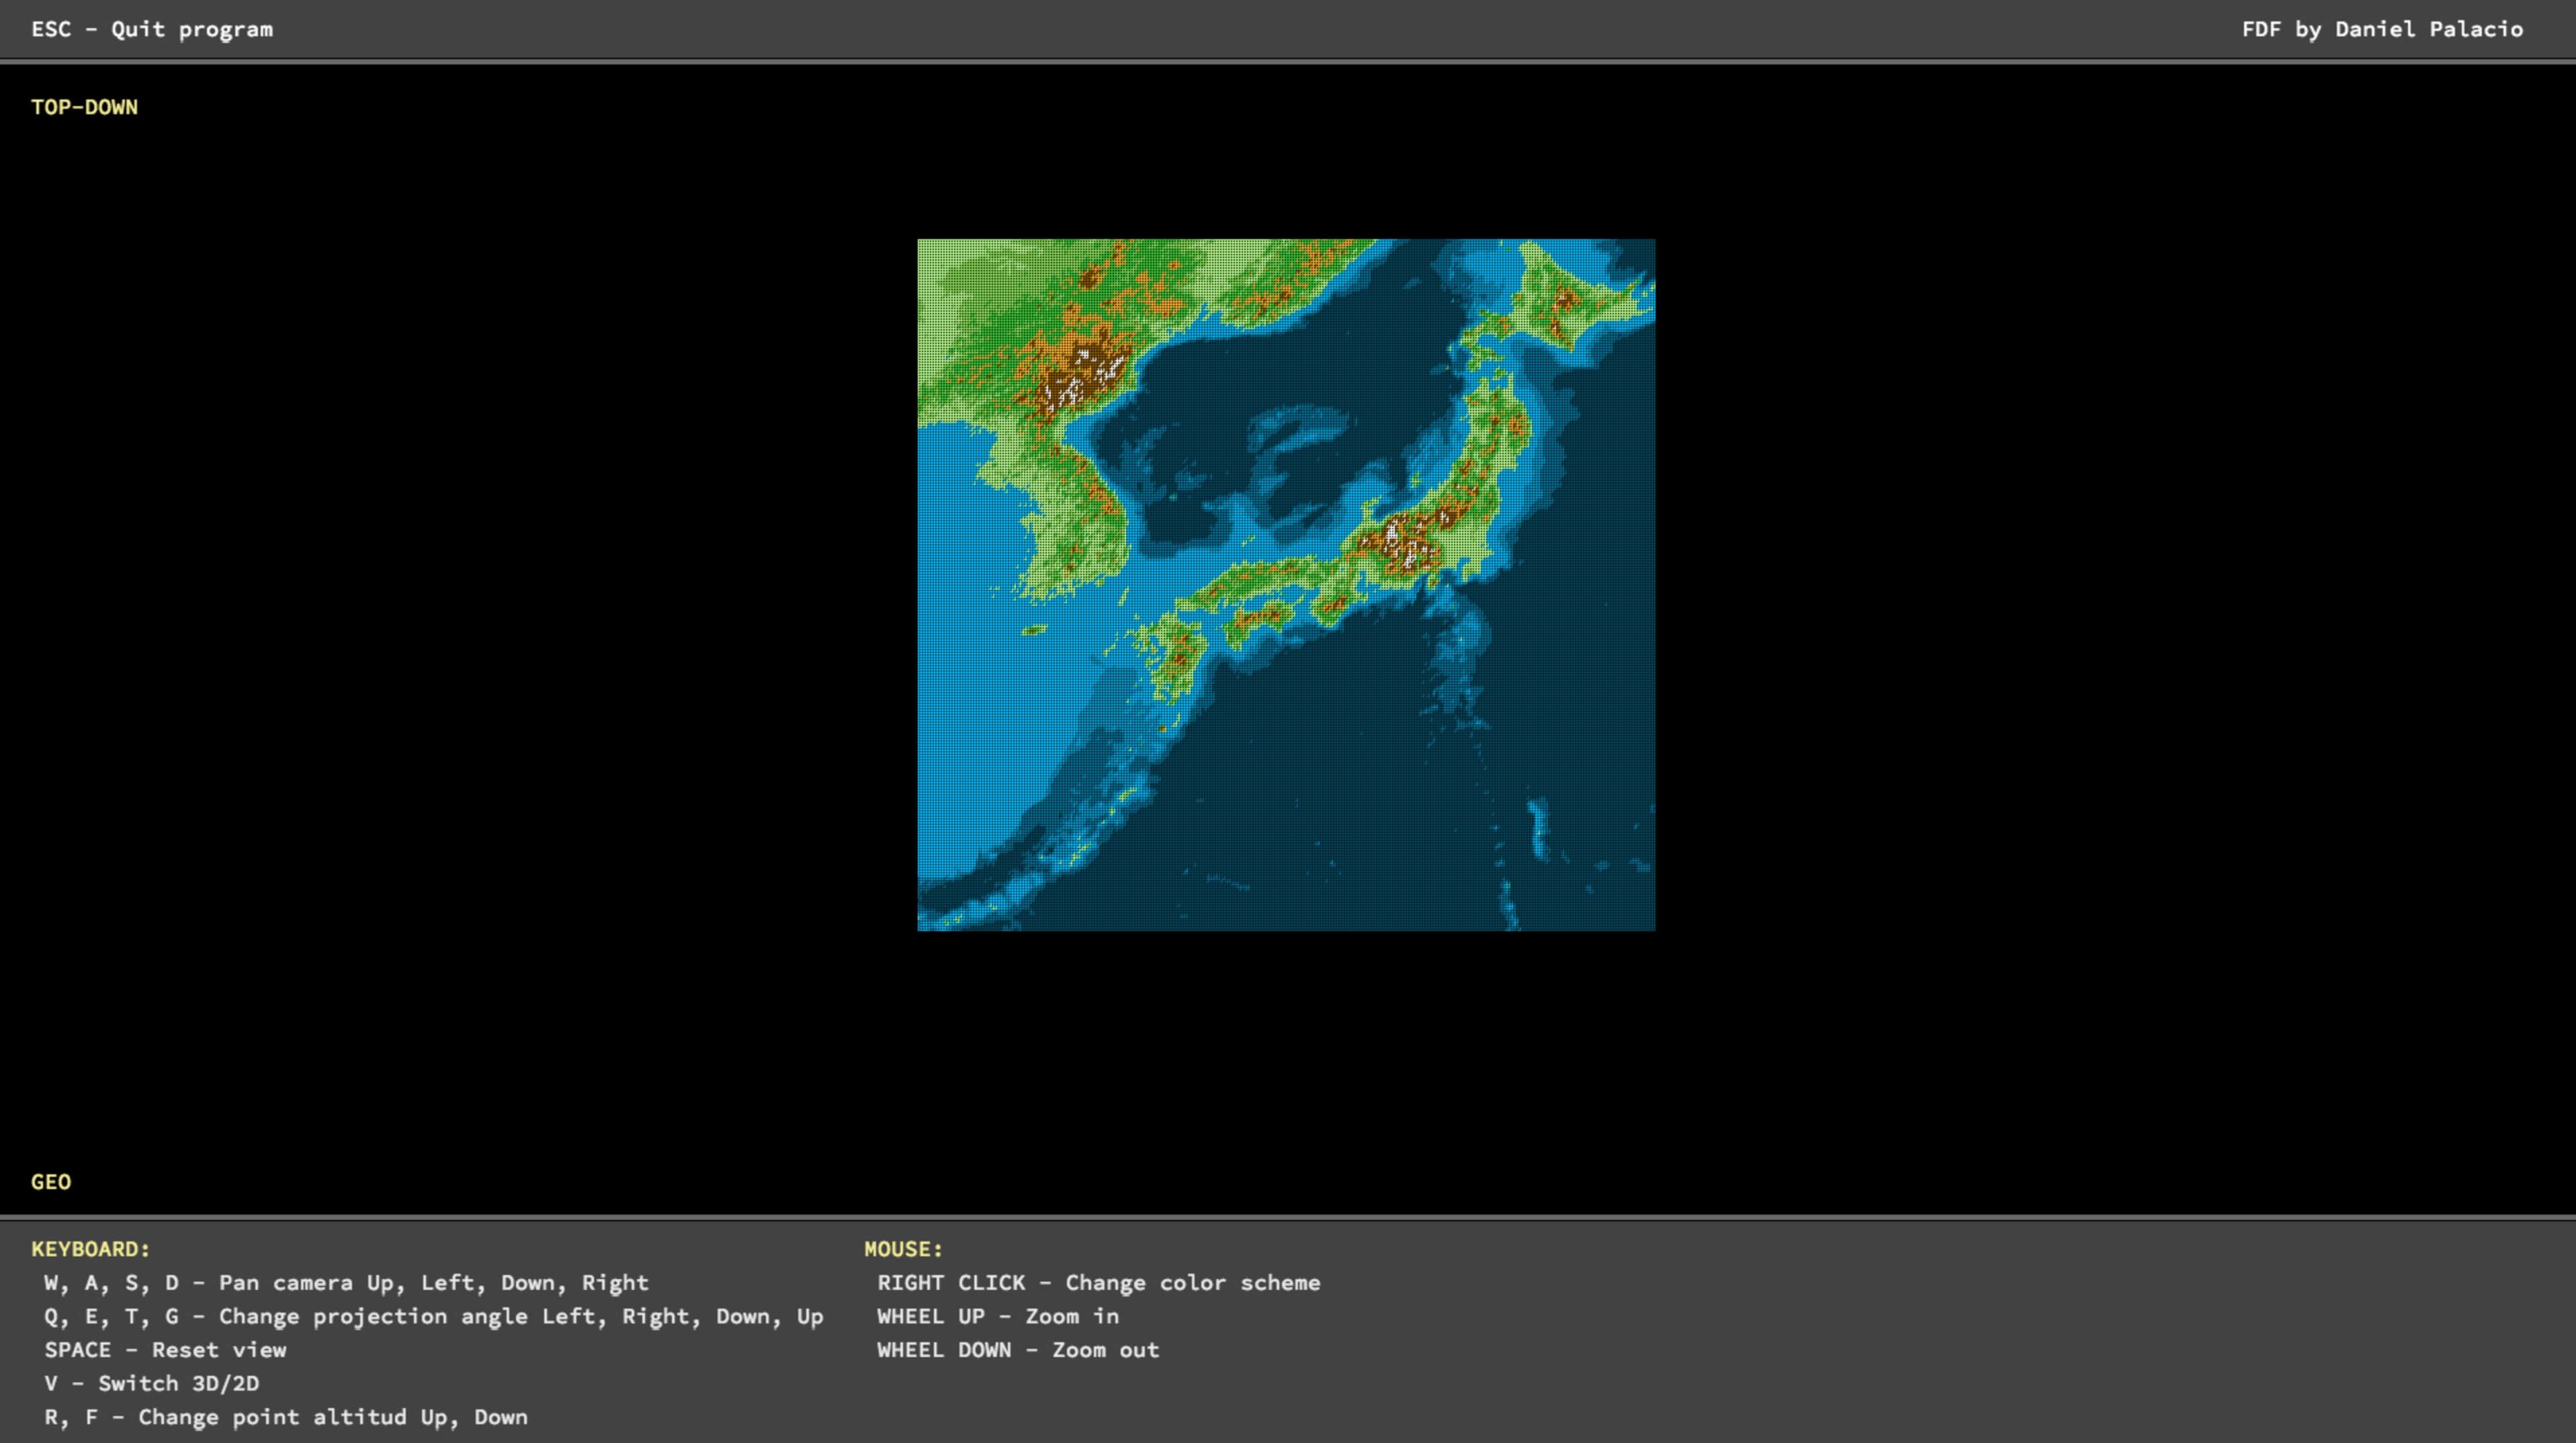 ESC - Quit program
FDF by Daniel Palacio
TOP-DOWN
GEO
KEYBOARD:
W, A, S, D - Pan camera Up, Left, Down, Right
Q, E, T, G - Change projection angle Left, Right, Down, Up
SPACE - Reset view
V - Switch 3D/2D
R, F - Change point altitud Up, Down
MOUSE:
RIGHT CLICK - Change color scheme
WHEEL UP - Zoom in
WHEEL DOWN - Zoom out